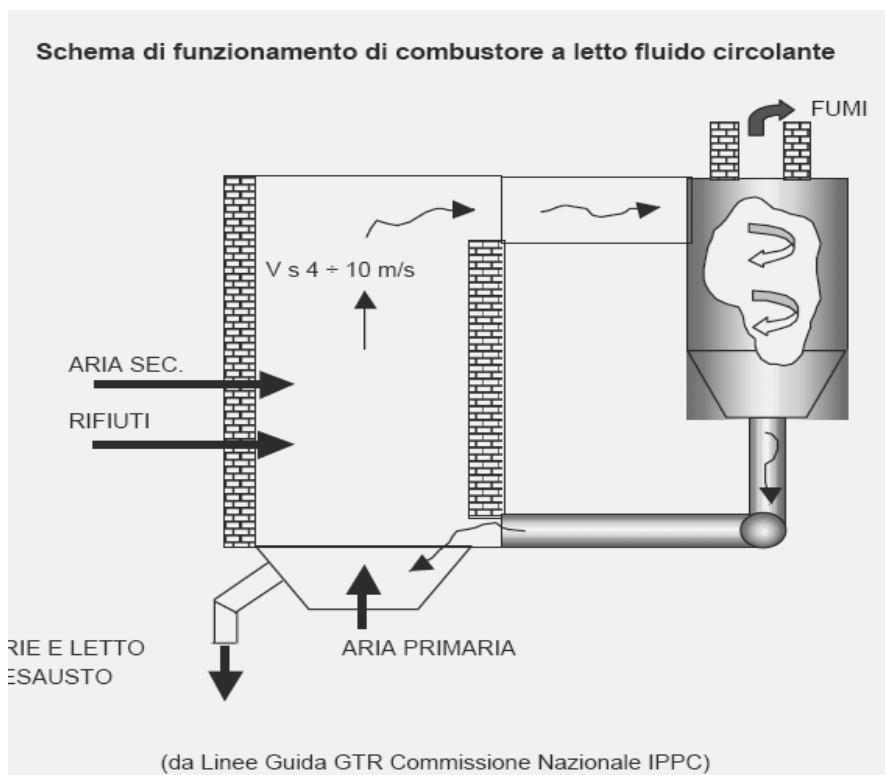 Schema di funzionamento di combustore a letto fluido circolante
FUMI
V s 4 ÷ 10 m/s
ARIA SEC.
RIFIUTI
RIE E LETTO
ESAUSTO
ARIA PRIMARIA
(da Linee Guida GTR Commissione Nazionale IPPC)